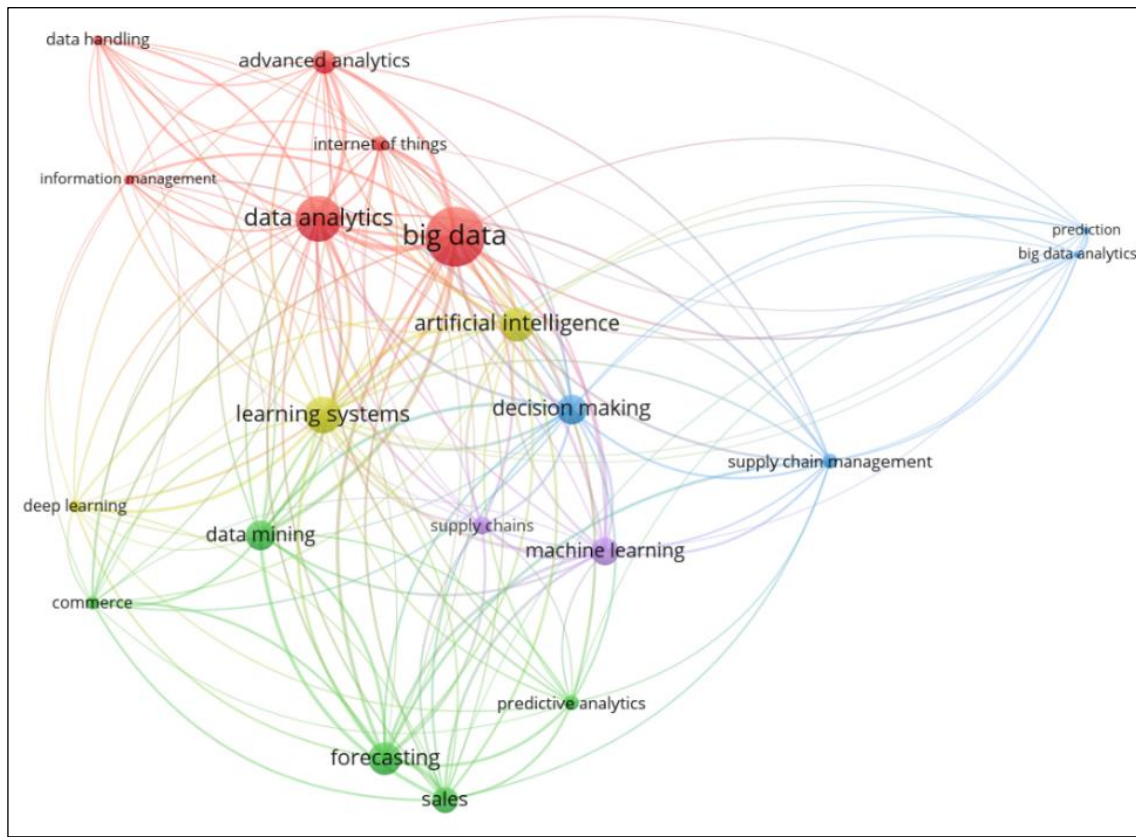 data handling
advanced analytics
internet of things
information management
data analytics
big data
prediction
big data analytics
artificial intelligence
learning systems
decision making
supply chain management
deep learning
data mining
supply chains
machine learning
commerce
predictive analytics
forecasting
sales